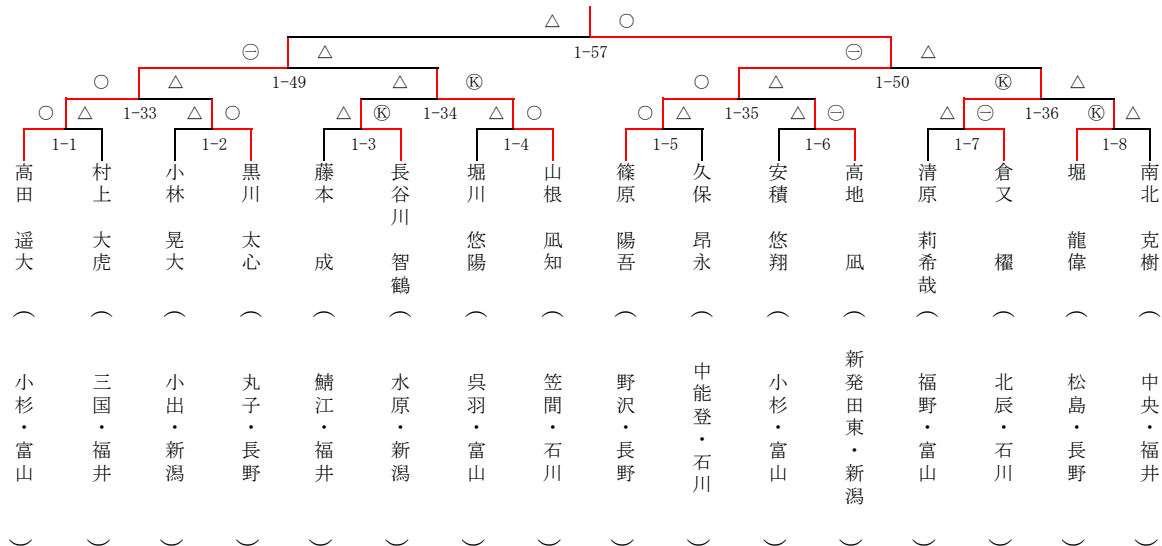 △ ○
1-57
㊀ △ ㊀ △
1-49 1-50
○ △ △ Ⓚ ○ △ Ⓚ △
1-33 1-34 1-35 1-36
○ △ △ ○ △ Ⓚ △ ○ ○ △ △ ㊀ △ ㊀ Ⓚ △
1-1 1-2 1-3 1-4 1-5 1-6 1-7 1-8
高田 遥大（小杉・富山）
村上 大虎（三国・福井）
小林 晃大（小出・新潟）
黒川 太心（丸子・長野）
藤本 成（鯖江・福井）
長谷川 智鶴（水原・新潟）
堀川 悠陽（呉羽・富山）
山根 凪知（笠間・石川）
篠原 陽吾（野沢・長野）
久保 昂永（中能登・石川）
安積 悠翔（小杉・富山）
高地 凪（新発田東・新潟）
清原 莉希哉（福野・富山）
倉又 櫂（北辰・石川）
堀 龍偉（松島・長野）
南北 克樹（中央・福井）